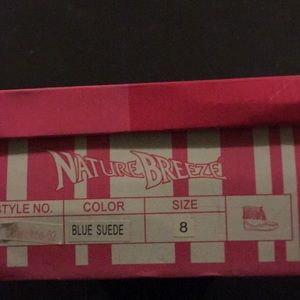 NATURE BREEZE
STYLE NO. COLOR SIZE
BLUE SUEDE 8